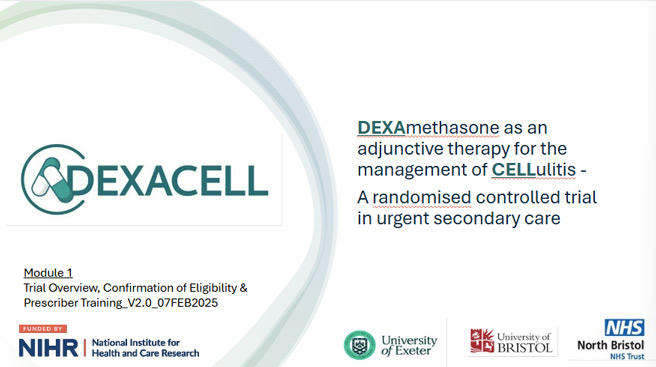 DEXACELL
DEXAmethasone as an
adjunctive therapy for the
management of CELLulitis -
A randomised controlled trial
in urgent secondary care
Module 1
Trial Overview, Confirmation of Eligibility &
Prescriber Training_V2.0_07FEB2025
FUNDED BY
NIHR | National Institute for
Health and Care Research
University
of Exeter
University of
BRISTOL
NHS
North Bristol
NHS Trust